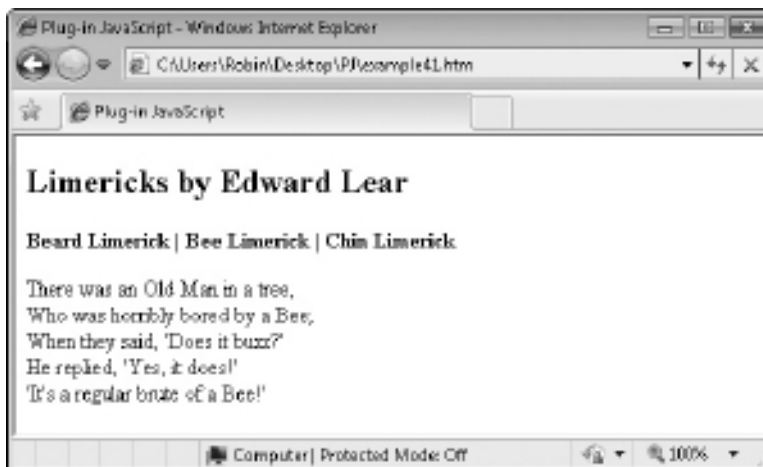 Plug-in JavaScript - Windows Internet Explorer
C:\Users\Robin\Desktop\PJ\example41.htm
Plug-in JavaScript
Limericks by Edward Lear
Beard Limerick | Bee Limerick | Chin Limerick
There was an Old Man in a tree,
Who was horribly bored by a Bee;
When they said, 'Does it buzz?'
He replied, 'Yes, it does!'
'It's a regular brute of a Bee!'
Computer | Protected Mode: Off
100%